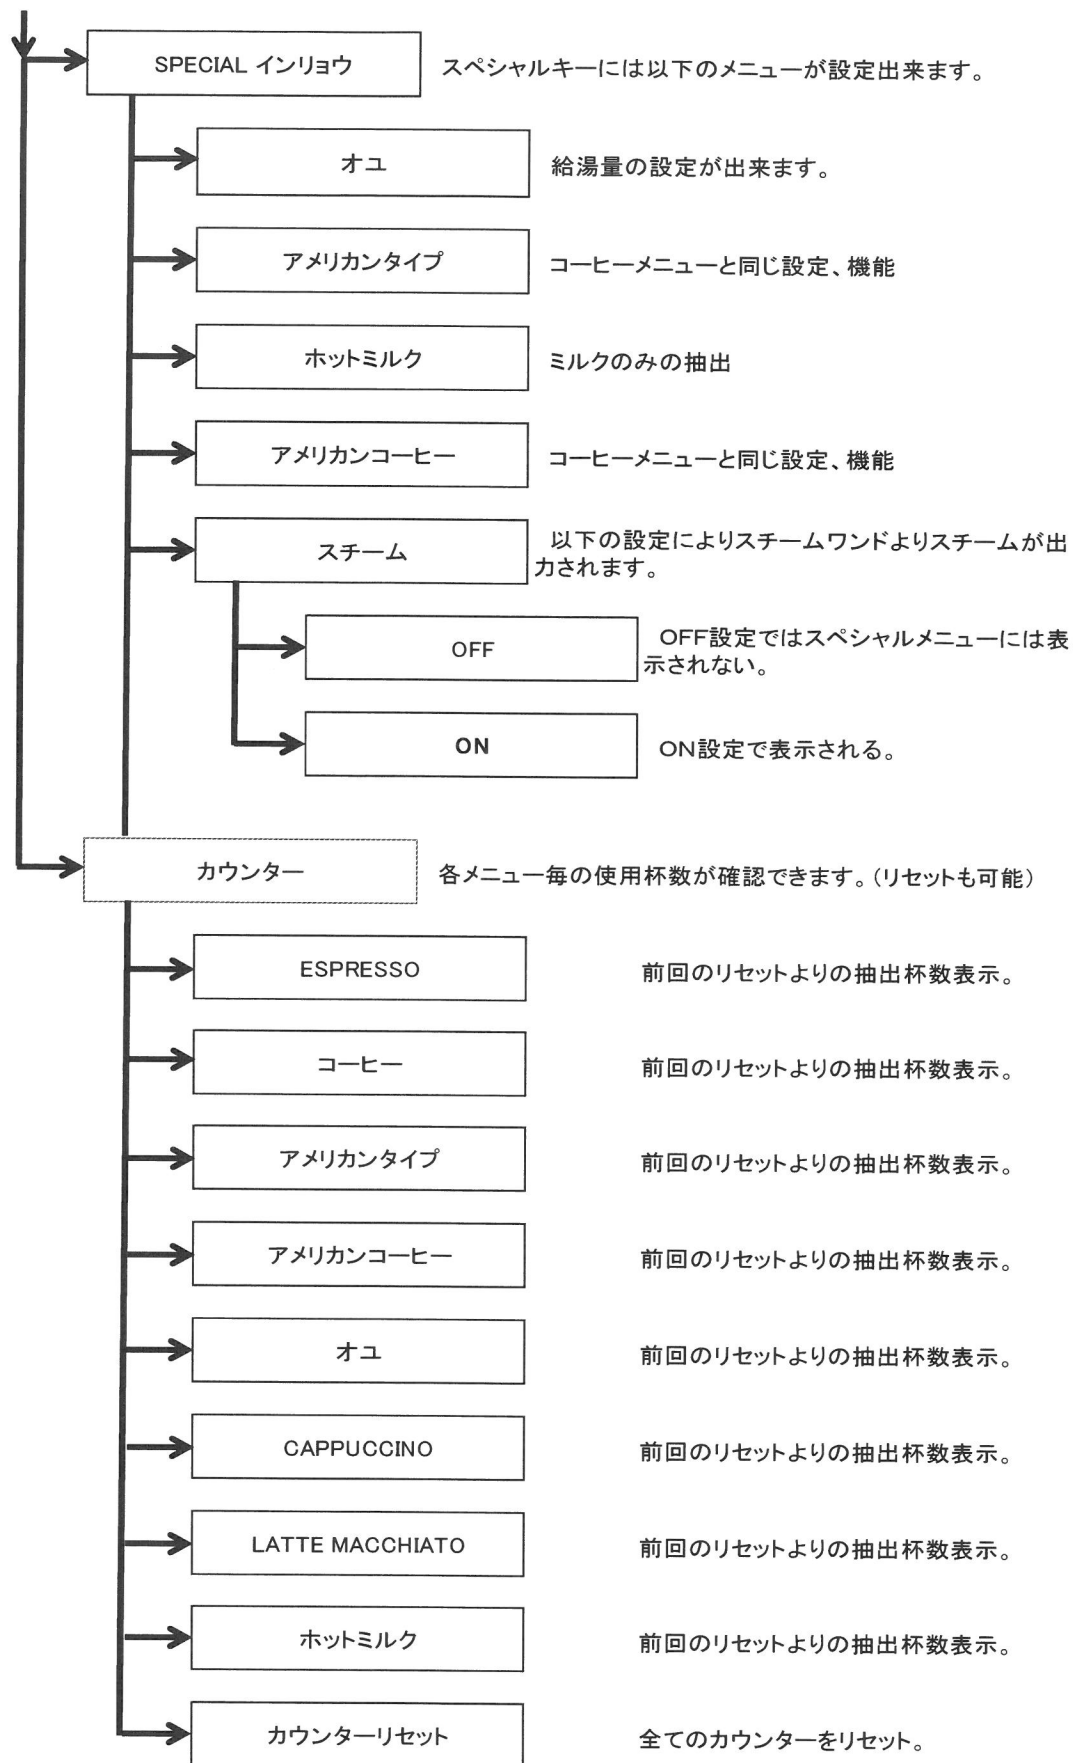 SPECIAL インリョウ
スペシャルキーには以下のメニューが設定出来ます。
オユ
給湯量の設定が出来ます。
アメリカンタイプ
コーヒーメニューと同じ設定、機能
ホットミルク
ミルクのみの抽出
アメリカンコーヒー
コーヒーメニューと同じ設定、機能
スチーム
以下の設定によりスチームワンドよりスチームが出
力されます。
OFF
OFF設定ではスペシャルメニューには表
示されない。
ON
ON設定で表示される。
カウンター
各メニュー毎の使用杯数が確認できます。（リセットも可能）
ESPRESSO
前回のリセットよりの抽出杯数表示。
コーヒー
前回のリセットよりの抽出杯数表示。
アメリカンタイプ
前回のリセットよりの抽出杯数表示。
アメリカンコーヒー
前回のリセットよりの抽出杯数表示。
オユ
前回のリセットよりの抽出杯数表示。
CAPPUCCINO
前回のリセットよりの抽出杯数表示。
LATTE MACCHIATO
前回のリセットよりの抽出杯数表示。
ホットミルク
前回のリセットよりの抽出杯数表示。
カウンターリセット
全てのカウンターをリセット。